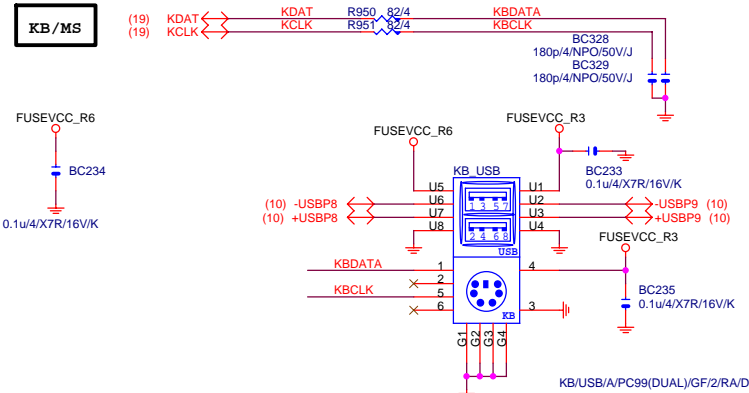 KB/MS
(19) KDAT KDAT R950 82/4 KBDATA
(19) KCLK KCLK R951 82/4 KBCLK
BC328
180p/4/NPO/50V/J
BC329
180p/4/NPO/50V/J
FUSEVCC_R6
BC234
0.1u/4/X7R/16V/K
FUSEVCC_R6
FUSEVCC_R3
BC233
0.1u/4/X7R/16V/K
KB_USB
U5 U1
(10) -USBP8 U6 U2 -USBP9 (10)
(10) +USBP8 U7 U3 +USBP9 (10)
U8 U4
1 3 5 7
2 4 6 8
USB
FUSEVCC_R3
KBDATA 1 4
2
KBCLK 5
6 3
KB
BC235
0.1u/4/X7R/16V/K
G1 G2 G3 G4
KB/USB/A/PC99(DUAL)/GF/2/RA/D